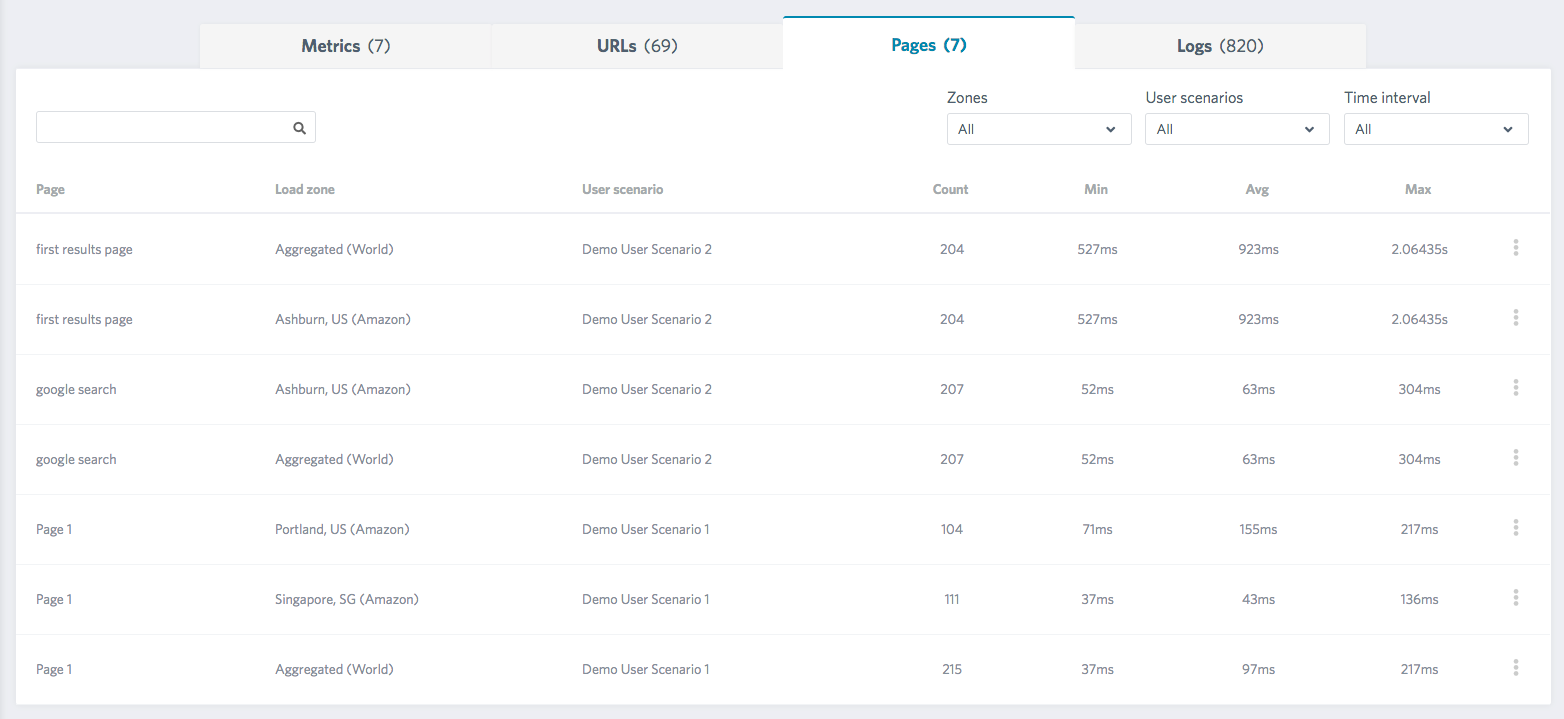 Metrics (7) URLs (69) Pages (7) Logs (820)
Zones User scenarios Time interval
All All All
Page Load zone User scenario Count Min Avg Max
first results page Aggregated (World) Demo User Scenario 2 204 527ms 923ms 2.06435s
first results page Ashburn, US (Amazon) Demo User Scenario 2 204 527ms 923ms 2.06435s
google search Ashburn, US (Amazon) Demo User Scenario 2 207 52ms 63ms 304ms
google search Aggregated (World) Demo User Scenario 2 207 52ms 63ms 304ms
Page 1 Portland, US (Amazon) Demo User Scenario 1 104 71ms 155ms 217ms
Page 1 Singapore, SG (Amazon) Demo User Scenario 1 111 37ms 43ms 136ms
Page 1 Aggregated (World) Demo User Scenario 1 215 37ms 97ms 217ms